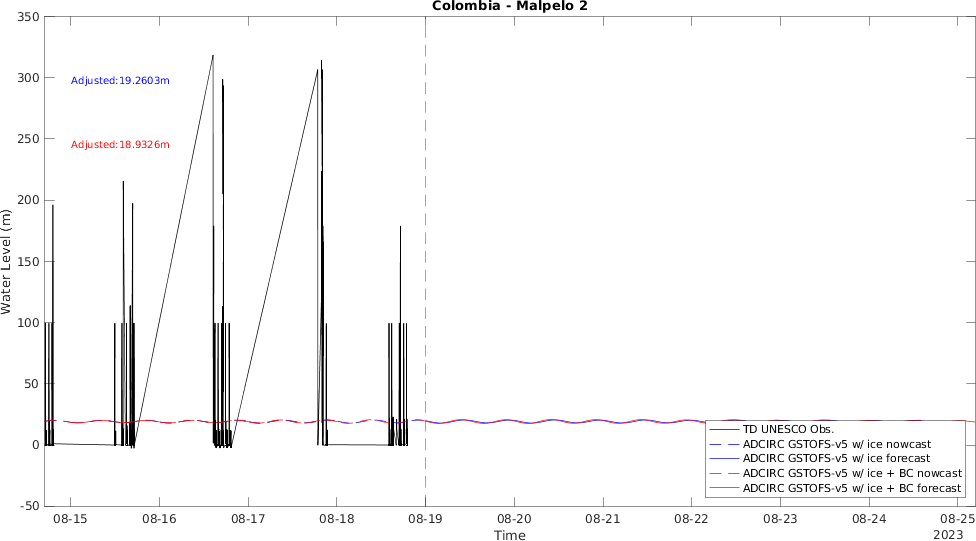 Colombia - Malpelo 2
350
300
250
200
150
100
50
0
-50
Water Level (m)
Adjusted:19.2603m
Adjusted:18.9326m
TD UNESCO Obs.
ADCIRC GSTOFS-v5 w/ ice nowcast
ADCIRC GSTOFS-v5 w/ ice forecast
ADCIRC GSTOFS-v5 w/ ice + BC nowcast
ADCIRC GSTOFS-v5 w/ ice + BC forecast
08-15 08-16 08-17 08-18 08-19 08-20 08-21 08-22 08-23 08-24 08-25
Time
2023